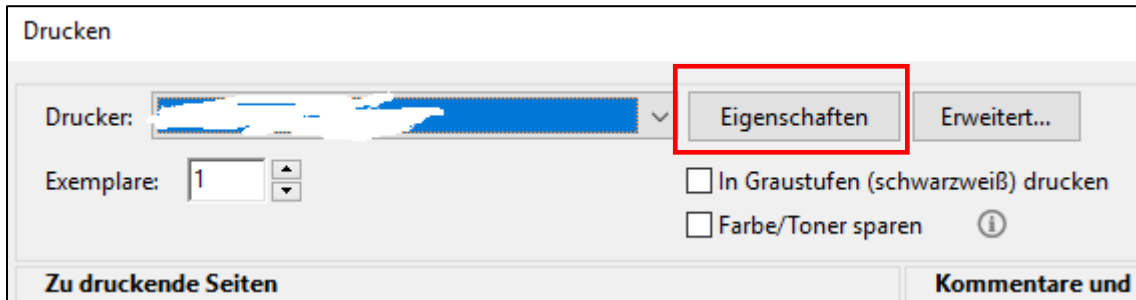 Drucken
Drucker: Eigenschaften Erweitert...
Exemplare: 1
In Graustufen (schwarzweiß) drucken
Farbe/Toner sparen
Zu druckende Seiten Kommentare und